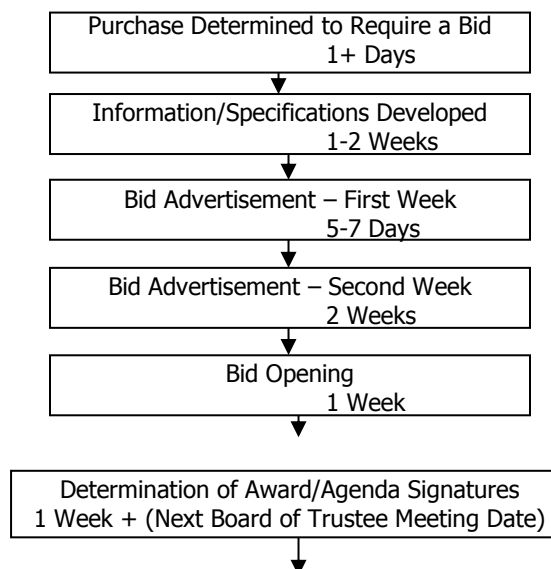 Purchase Determined to Require a Bid
1+ Days
Information/Specifications Developed
1-2 Weeks
Bid Advertisement – First Week
5-7 Days
Bid Advertisement – Second Week
2 Weeks
Bid Opening
1 Week
Determination of Award/Agenda Signatures
1 Week + (Next Board of Trustee Meeting Date)